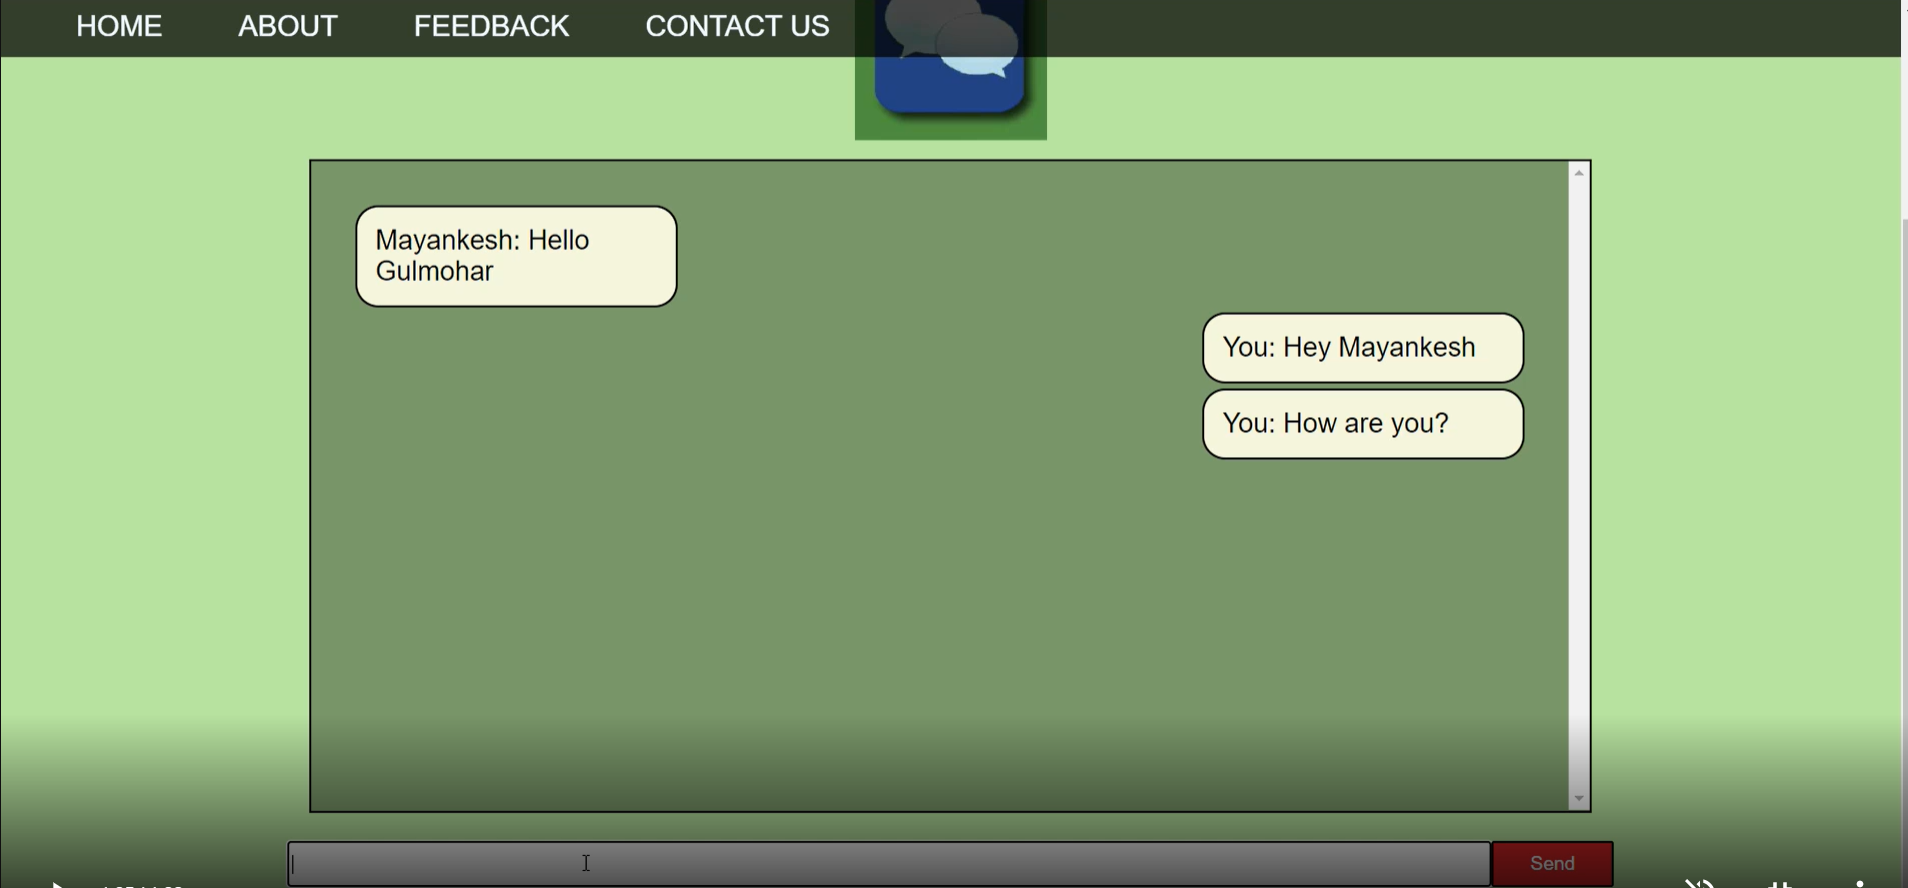 HOME ABOUT FEEDBACK CONTACT US
Mayankesh: Hello
Gulmohar
You: Hey Mayankesh
You: How are you?
Send